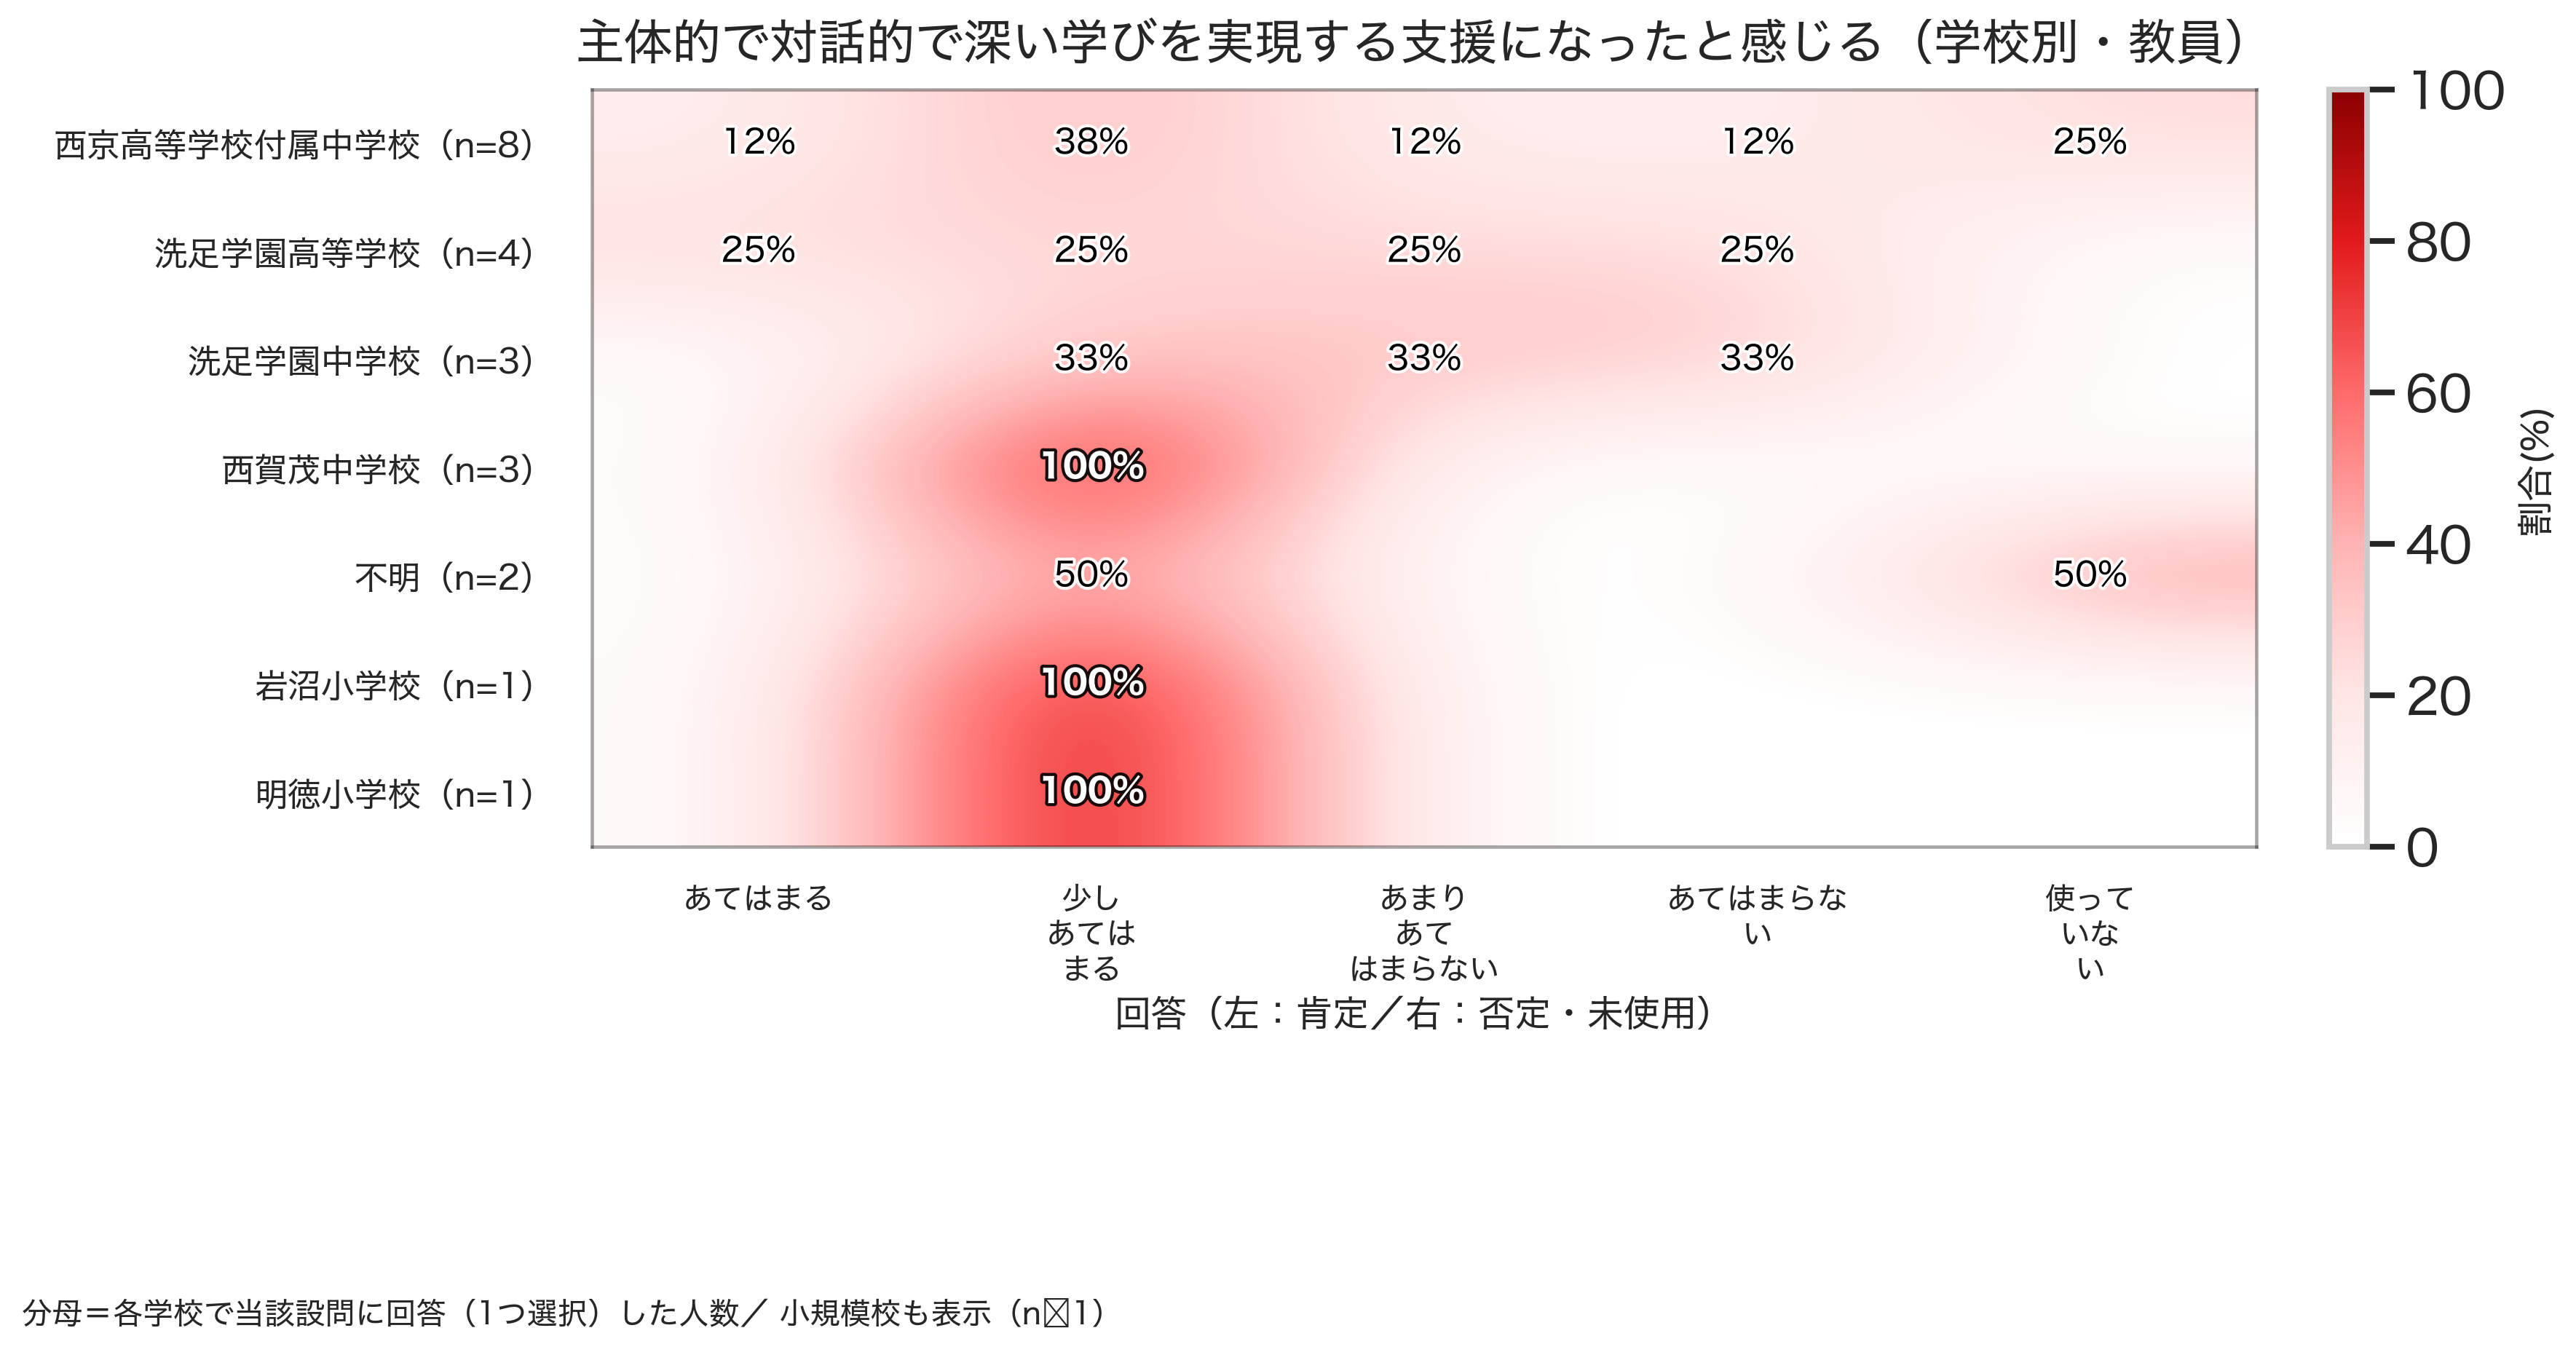 主体的で対話的で深い学びを実現する支援になったと感じる（学校別・教員）
西京高等学校付属中学校（n=8） 12% 38% 12% 12% 25%
洗足学園高等学校（n=4） 25% 25% 25% 25%
洗足学園中学校（n=3） 33% 33% 33%
西賀茂中学校（n=3） 100%
不明（n=2） 50% 50%
岩沼小学校（n=1） 100%
明徳小学校（n=1） 100%
100
80
60
40
20
0
割合(%)
あてはまる
少し
あては
まる
あまり
あて
はまらない
あてはまらな
い
使って
いな
い
回答（左：肯定／右：否定・未使用）
分母＝各学校で当該設問に回答（1つ選択）した人数／ 小規模校も表示（n☒1）